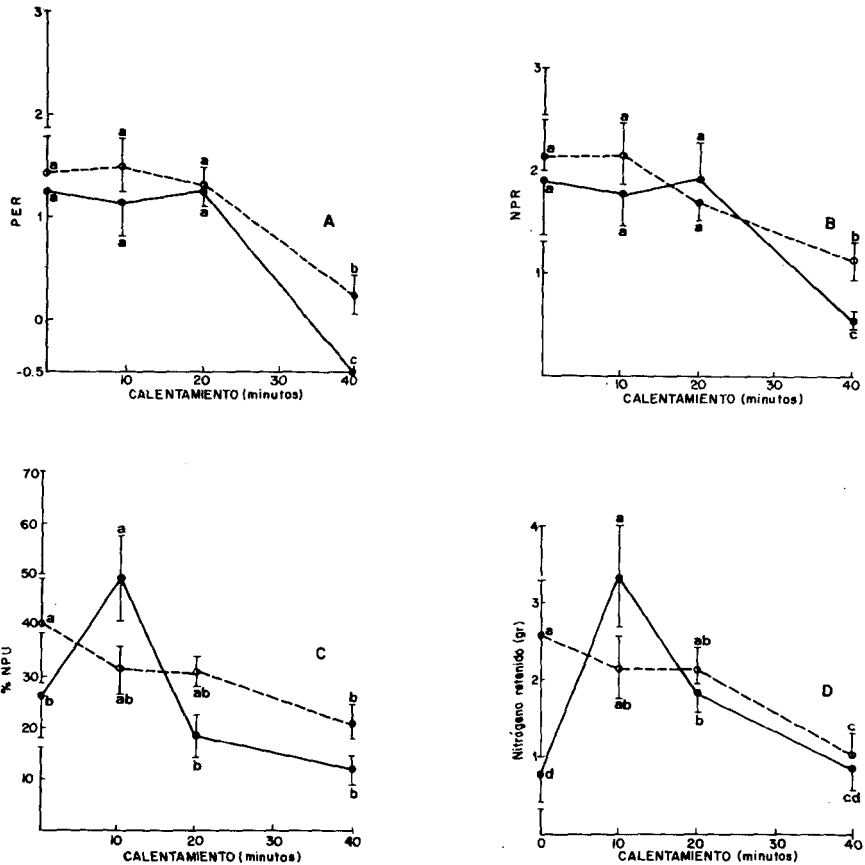 3
2
1
0
-0.5
PER
a
a
a
a
a
a
b
c
A
10
20
30
40
CALENTAMIENTO (minutos)
3
2
1
NPR
a
a
a
a
a
a
b
c
B
10
20
30
40
CALENTAMIENTO (minutos)
70
60
50
40
30
20
10
% NPU
a
b
a
ab
ab
b
b
b
C
10
20
30
40
CALENTAMIENTO (minutos)
4
3
2
1
Nitrógeno retenido (gr)
a
d
a
ab
ab
b
c
cd
D
0
10
20
30
40
CALENTAMIENTO (minutos)